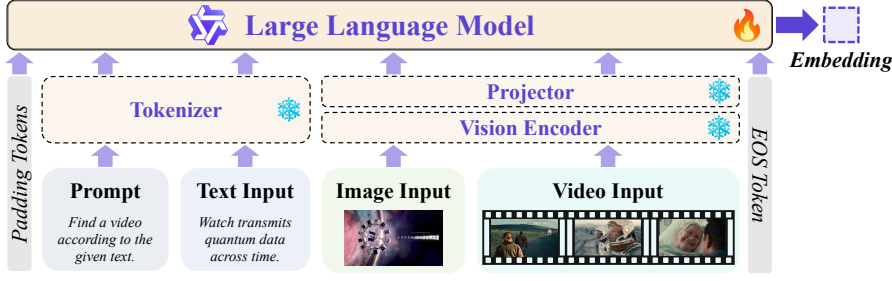 Large Language Model
Embedding
Padding Tokens
Tokenizer
Projector
Vision Encoder
EOS Token
Prompt
Find a video
according to the
given text.
Text Input
Watch transmits
quantum data
across time.
Image Input
Video Input